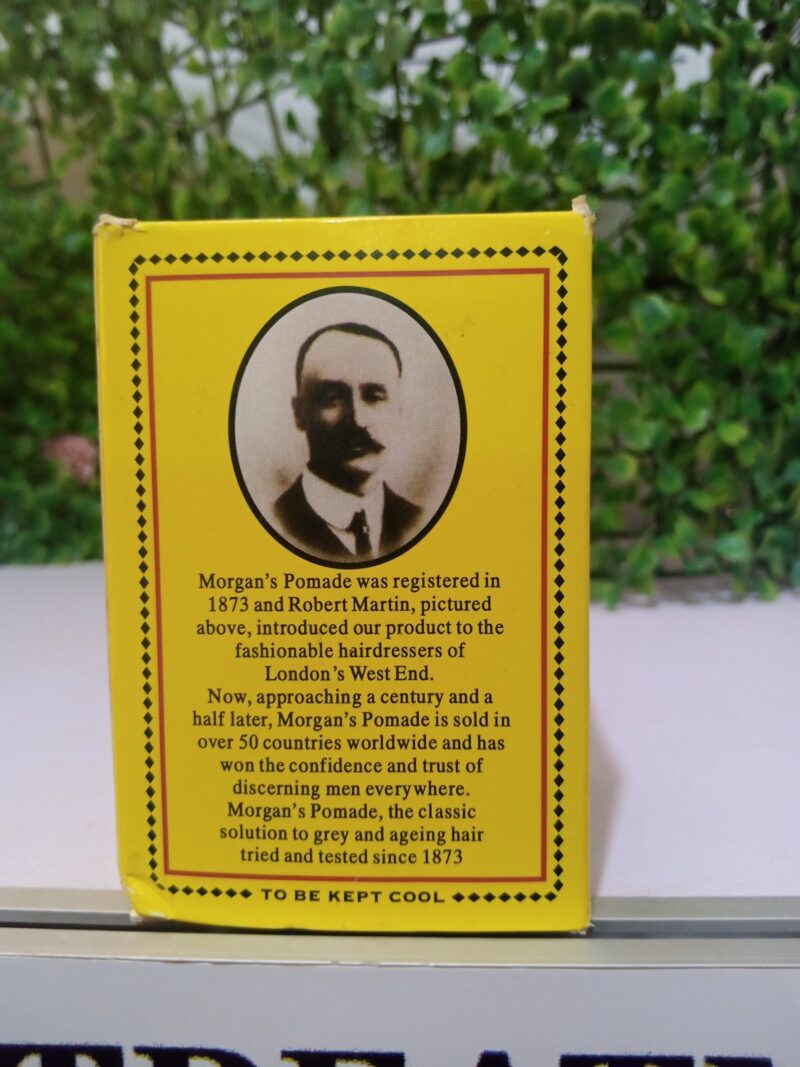 Morgan's Pomade was registered in
1873 and Robert Martin, pictured
above, introduced our product to the
fashionable hairdressers of
London's West End.
Now, approaching a century and a
half later, Morgan's Pomade is sold in
over 50 countries worldwide and has
won the confidence and trust of
discerning men everywhere.
Morgan's Pomade, the classic
solution to grey and ageing hair
tried and tested since 1873
TO BE KEPT COOL